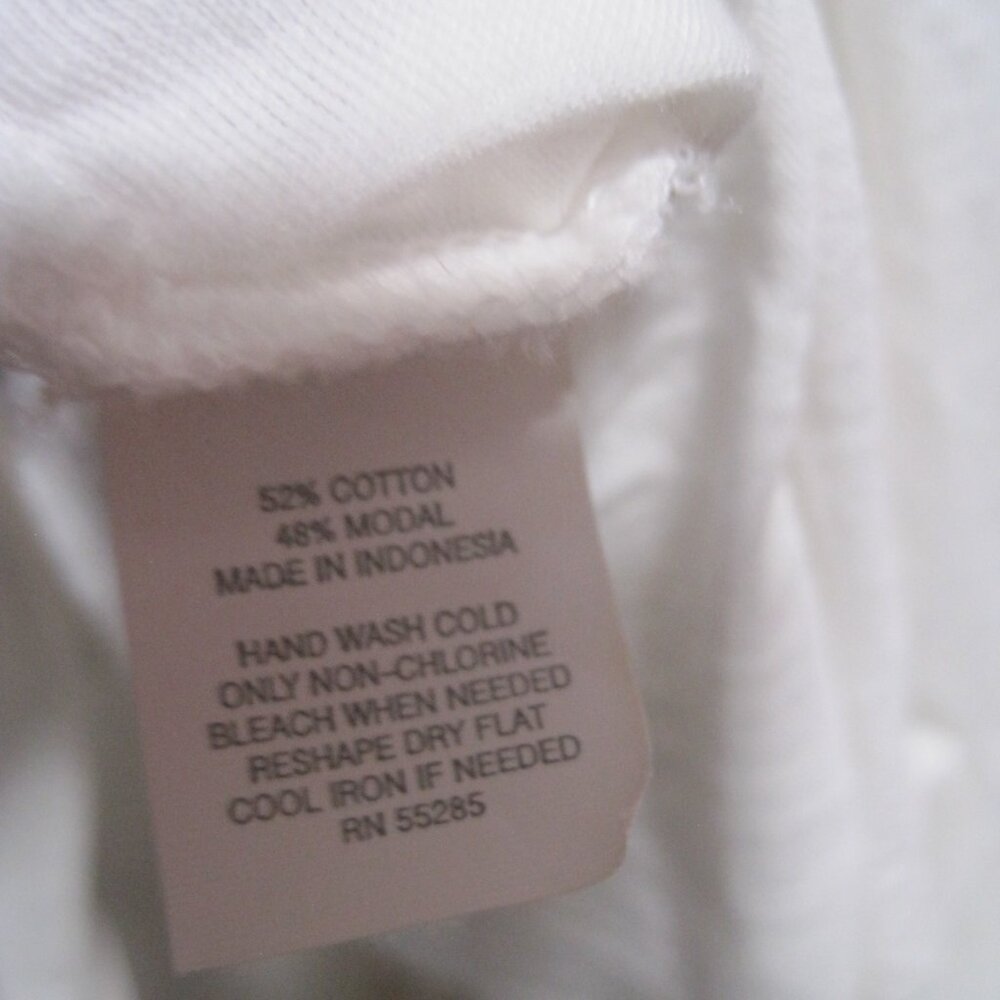 52% COTTON
48% MODAL
MADE IN INDONESIA
HAND WASH COLD
ONLY NON-CHLORINE
BLEACH WHEN NEEDED
RESHAPE DRY FLAT
COOL IRON IF NEEDED
RN 55285